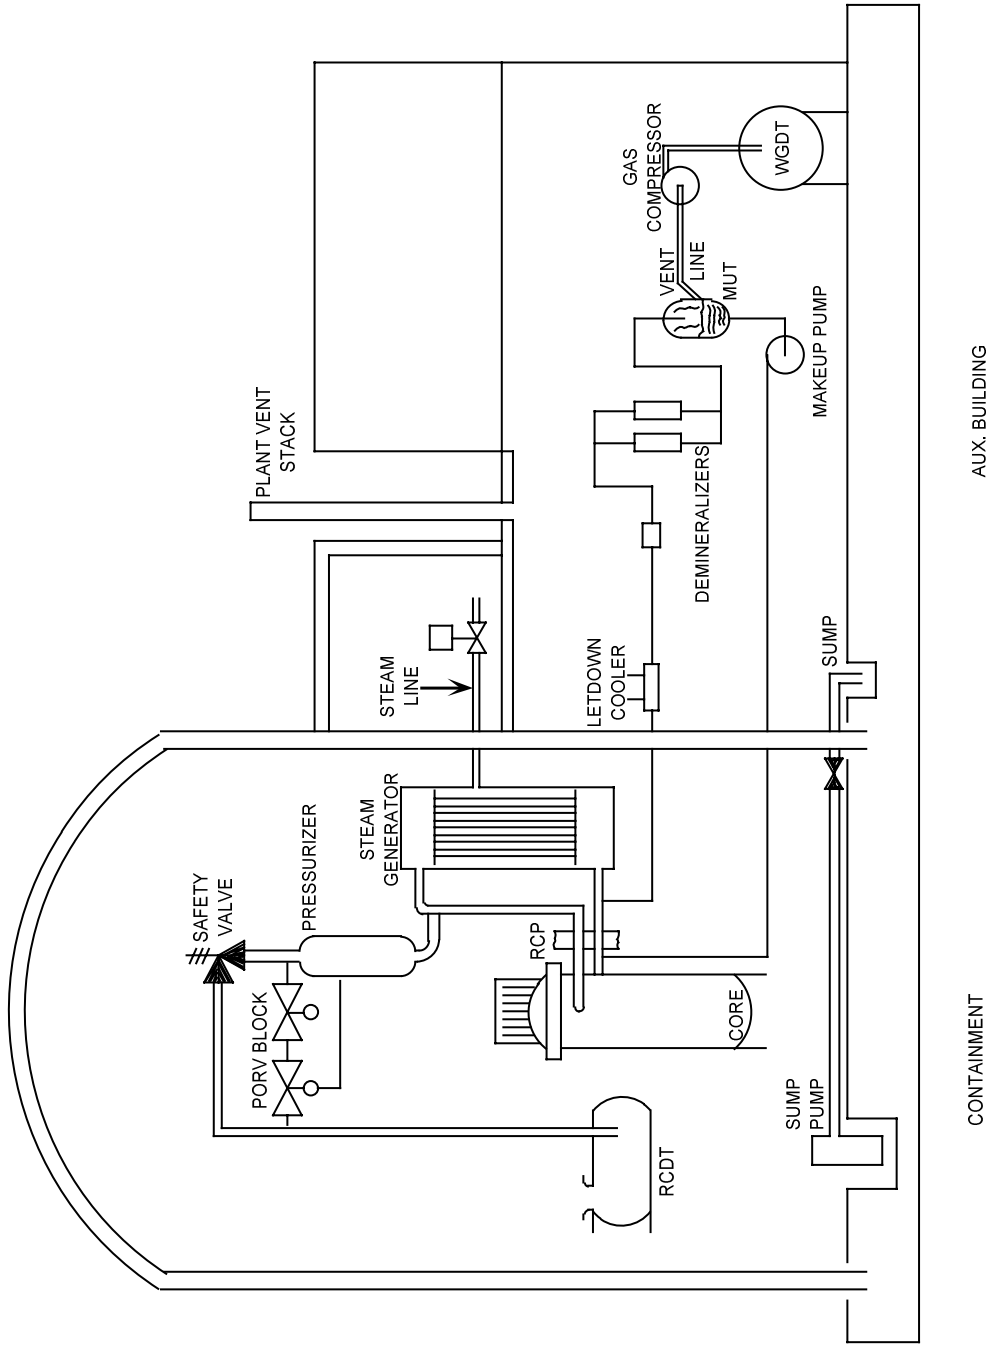 SAFETY
VALVE
PORV BLOCK
PRESSURIZER
STEAM
GENERATOR
STEAM
LINE
PLANT VENT
STACK
RCP
CORE
RCDT
SUMP
PUMP
LETDOWN
COOLER
DEMINERALIZERS
VENT
LINE
MUT
GAS
COMPRESSOR
WGDT
MAKEUP PUMP
SUMP
CONTAINMENT
AUX. BUILDING